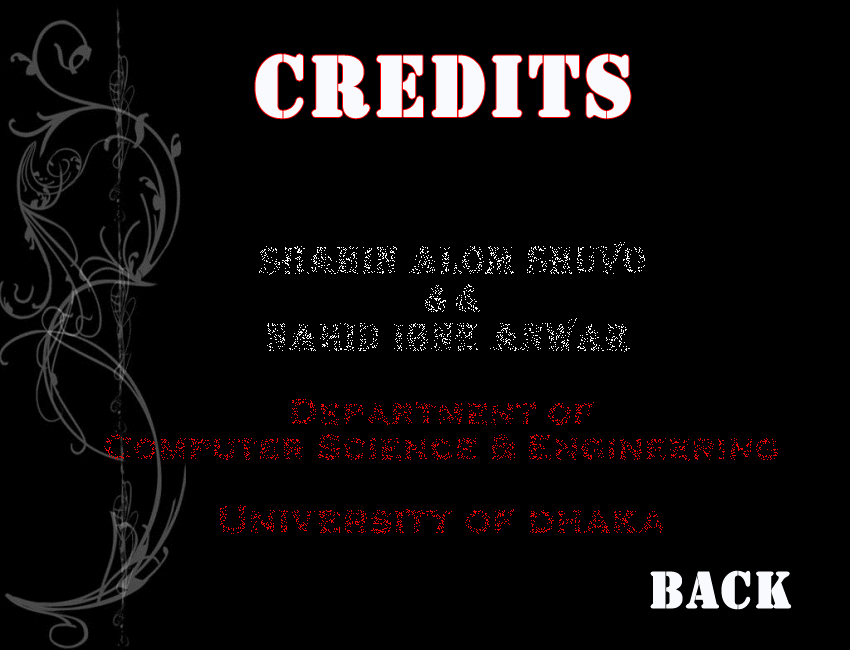 CREDITS
SHAHIN ALOM SHUVO
& &
NAHID IBNE ANWAR
DEPARTMENT OF
COMPUTER SCIENCE & ENGINEERING
UNIVERSITY OF DHAKA
BACK